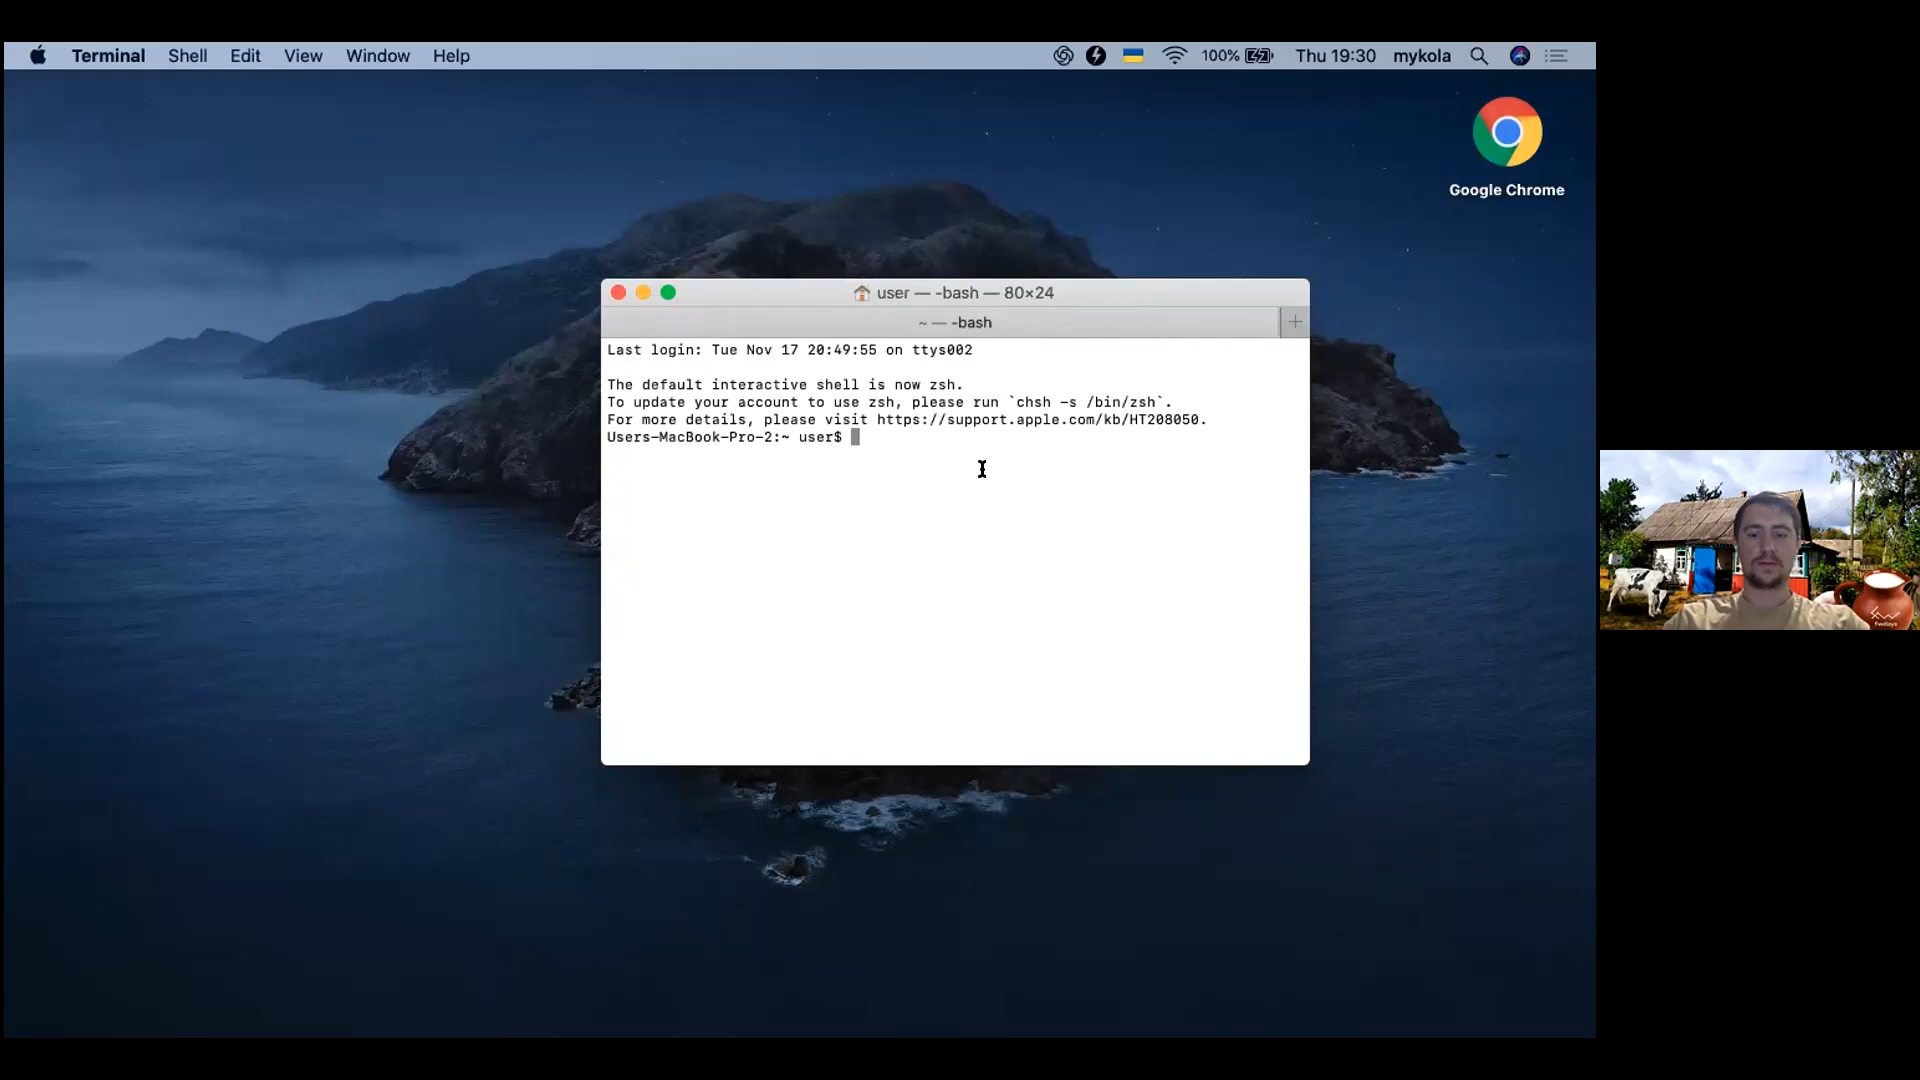 Terminal Shell Edit View Window Help 100% Thu 19:30 mykola
Google Chrome
user — -bash — 80×24
~ — -bash
Last login: Tue Nov 17 20:49:55 on ttys002
The default interactive shell is now zsh.
To update your account to use zsh, please run `chsh -s /bin/zsh`.
For more details, please visit https://support.apple.com/kb/HT208050.
Users-MacBook-Pro-2:~ user$
fwdays